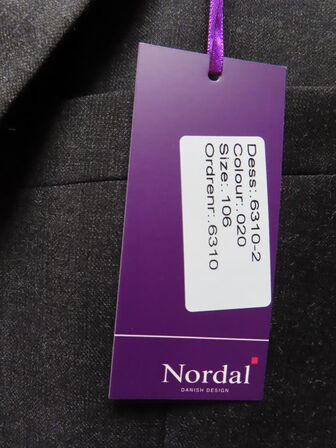 Dess:. 6310-2
Colour:.020
Size:. 106
Ordrenr:.6310
Nordal
DANISH DESIGN